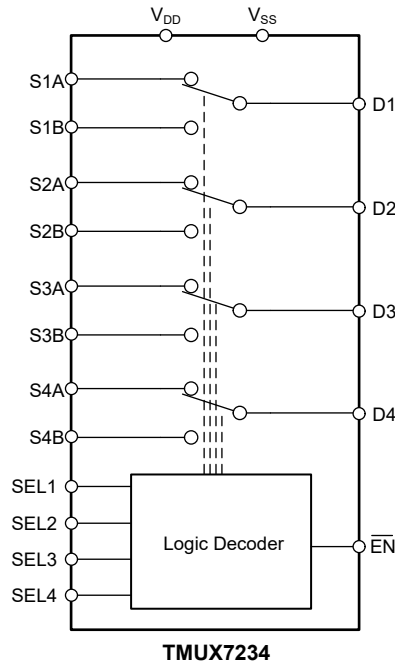 VDD VSS
S1A
D1
S1B
S2A
D2
S2B
S3A
D3
S3B
S4A
D4
S4B
SEL1
SEL2
Logic Decoder
EN
SEL3
SEL4
TMUX7234